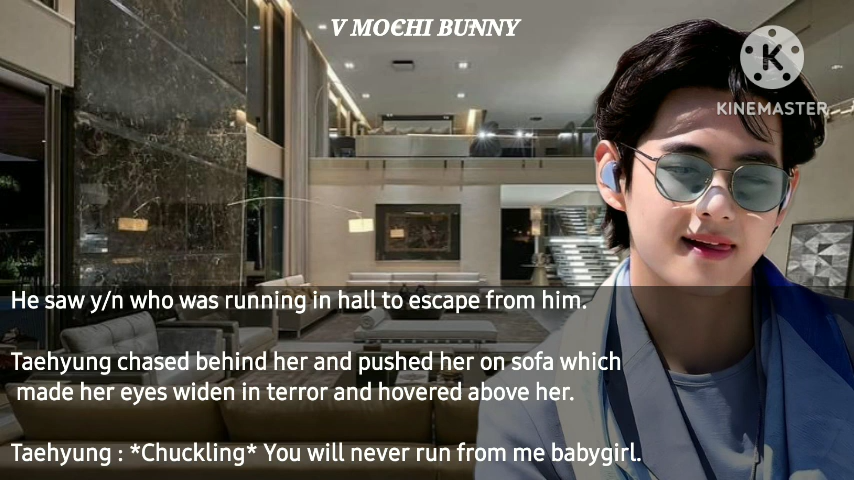 V MO€HI BUNNY
K
KINEMASTER
He saw y/n who was running in hall to escape from him.
Taehyung chased behind her and pushed her on sofa which
made her eyes widen in terror and hovered above her.
Taehyung : *Chuckling* You will never run from me babygirl.